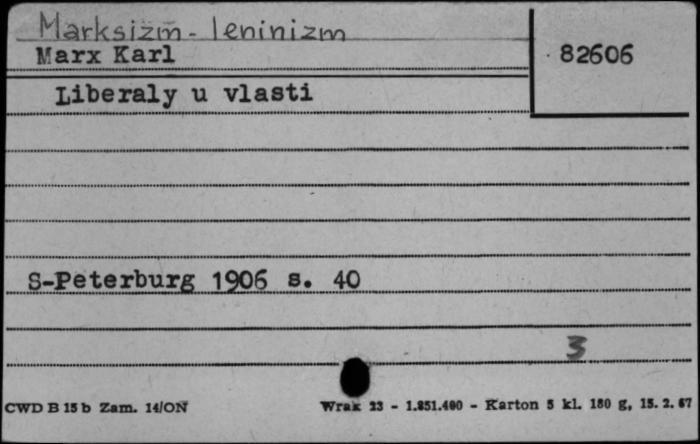 Marksizm - leninizm
Marx Karl
82606
Liberaly u vlasti
S-Peterburg 1906 s. 40
3
CWD B 15 b Zam. 14/ON
Wrak 23 - 1.851.400 - Karton 5 kl. 180 g, 15. 2. 67